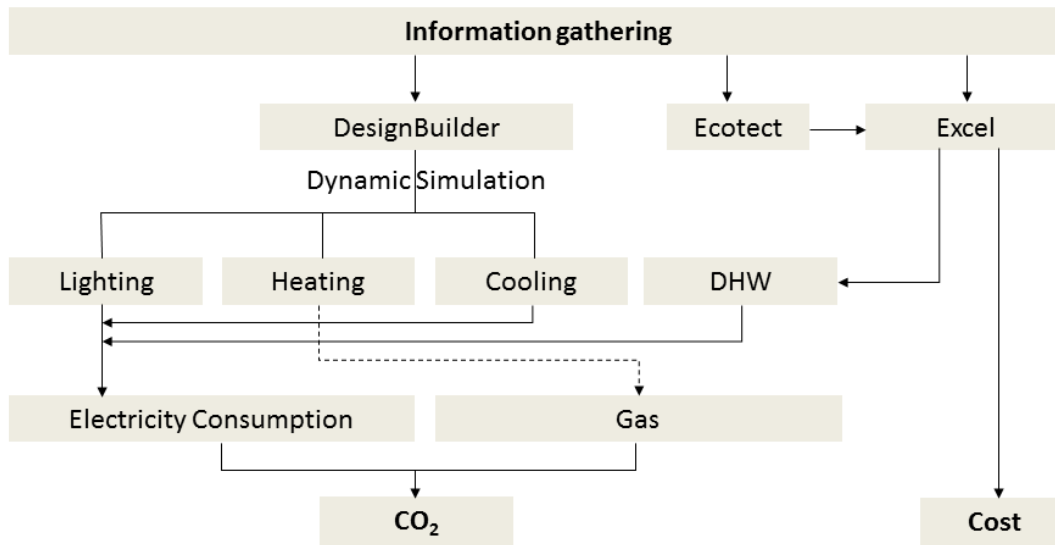 Information gathering
DesignBuilder
Ecotect
Excel
Dynamic Simulation
Lighting
Heating
Cooling
DHW
Electricity Consumption
Gas
CO₂
Cost